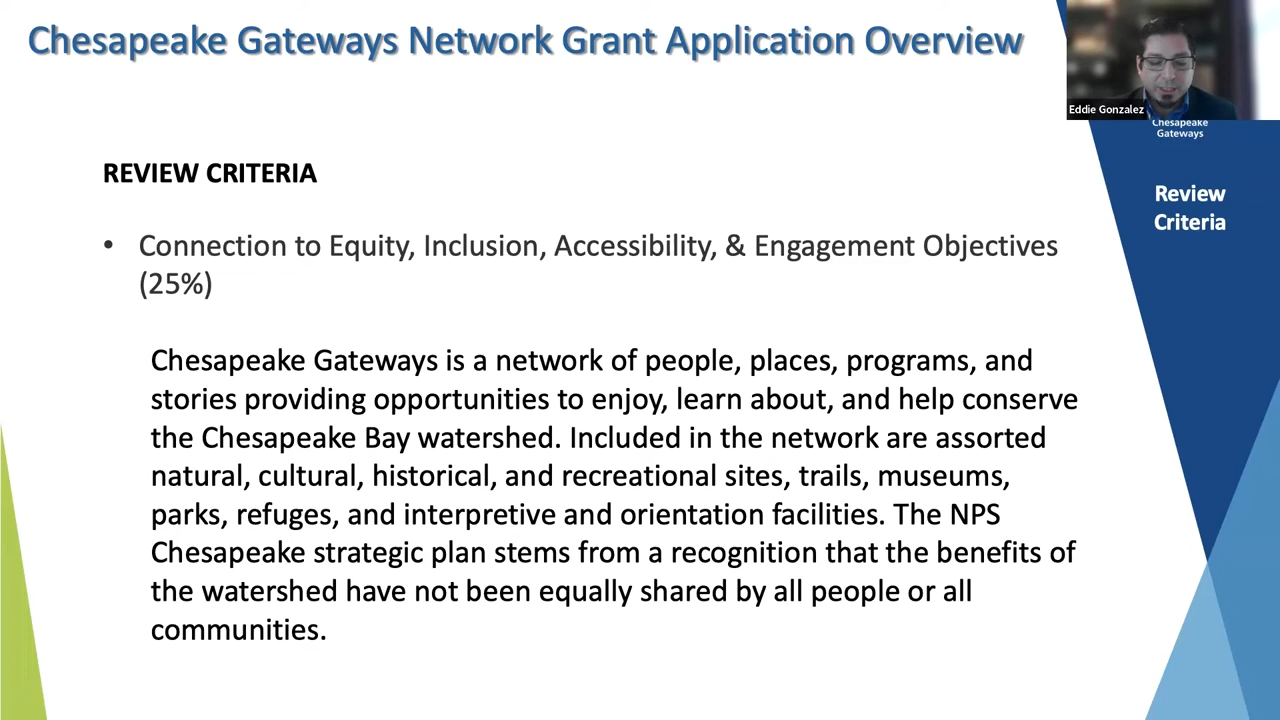 Chesapeake Gateways Network Grant Application Overview
Eddie Gonzalez
Chesapeake
Gateways
Review
Criteria
REVIEW CRITERIA
• Connection to Equity, Inclusion, Accessibility, & Engagement Objectives
(25%)
Chesapeake Gateways is a network of people, places, programs, and
stories providing opportunities to enjoy, learn about, and help conserve
the Chesapeake Bay watershed. Included in the network are assorted
natural, cultural, historical, and recreational sites, trails, museums,
parks, refuges, and interpretive and orientation facilities. The NPS
Chesapeake strategic plan stems from a recognition that the benefits of
the watershed have not been equally shared by all people or all
communities.